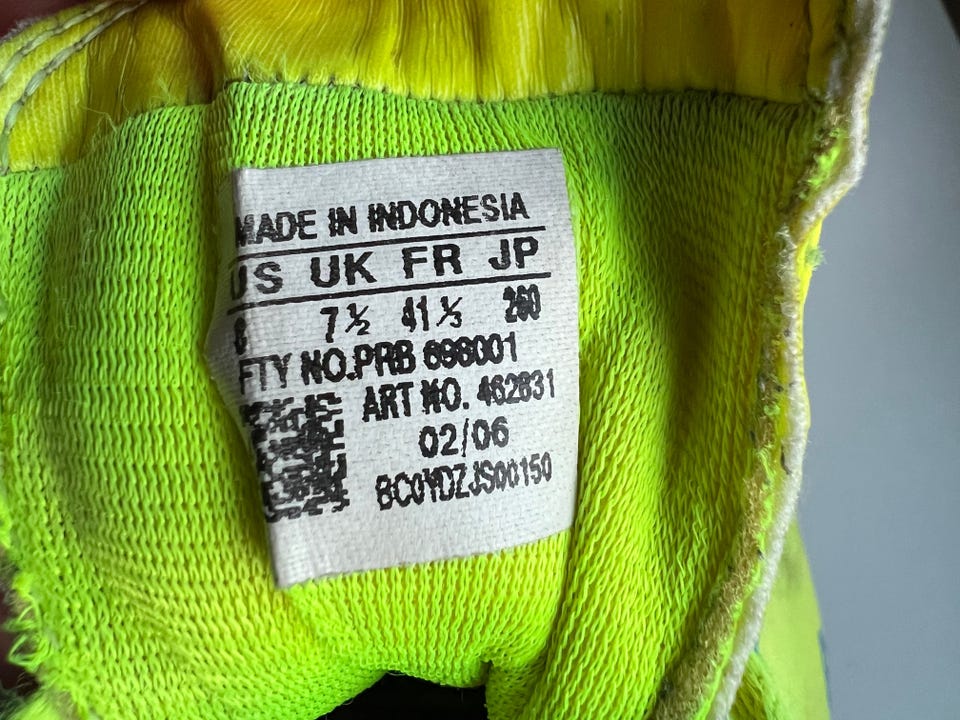 MADE IN INDONESIA
US UK FR JP
8 7½ 41⅓ 260
FTY NO.PRB 698001
ART NO. 462831
02/06
BC0YDZJS00150